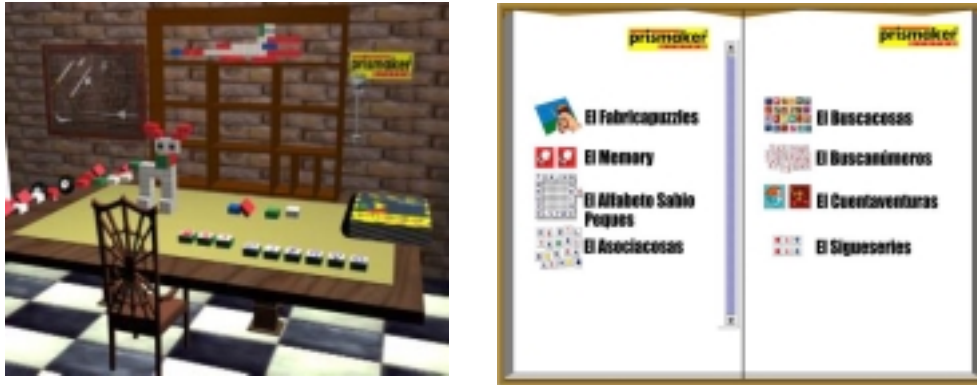 prismaker
prismaker
El Fabricapuzzles
El Memory
El Alfabeto Sabio
Peques
El Asociacosas
prismaker
El Buscacosas
El Buscanúmeros
El Cuentaventuras
El Sigueseries